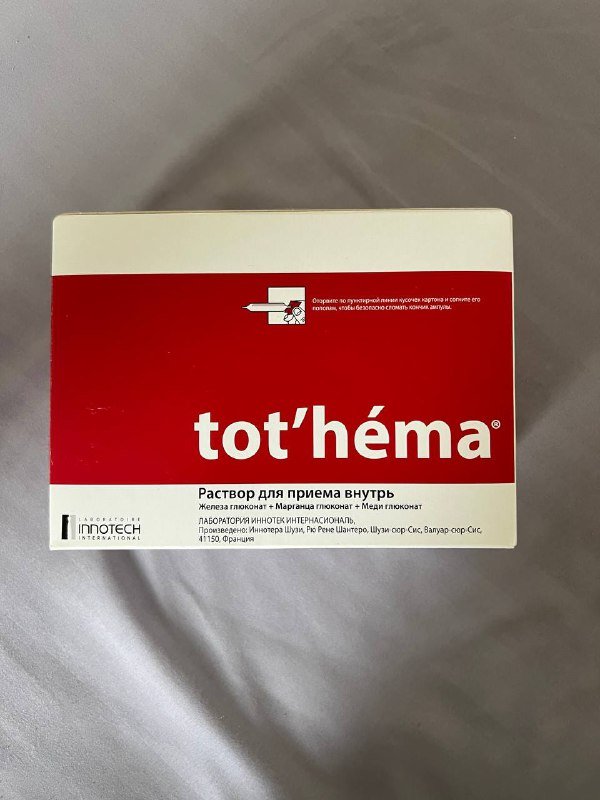 Оторвите по пунктирной линии кусочек картона и согните его
пополам, чтобы безопасно сломать кончик ампулы.
tot’héma®
Раствор для приема внутрь
Железа глюконат + Марганца глюконат + Меди глюконат
ЛАБОРАТОРИЯ ИННОТЕК ИНТЕРНАСИОНАЛЬ,
Произведено: Иннотера Шузи, Рю Рене Шантеро, Шузи-сюр-Сис, Валуар-сюр-Сис,
41150, Франция
LABORATOIRE
INNOTECH
INTERNATIONAL